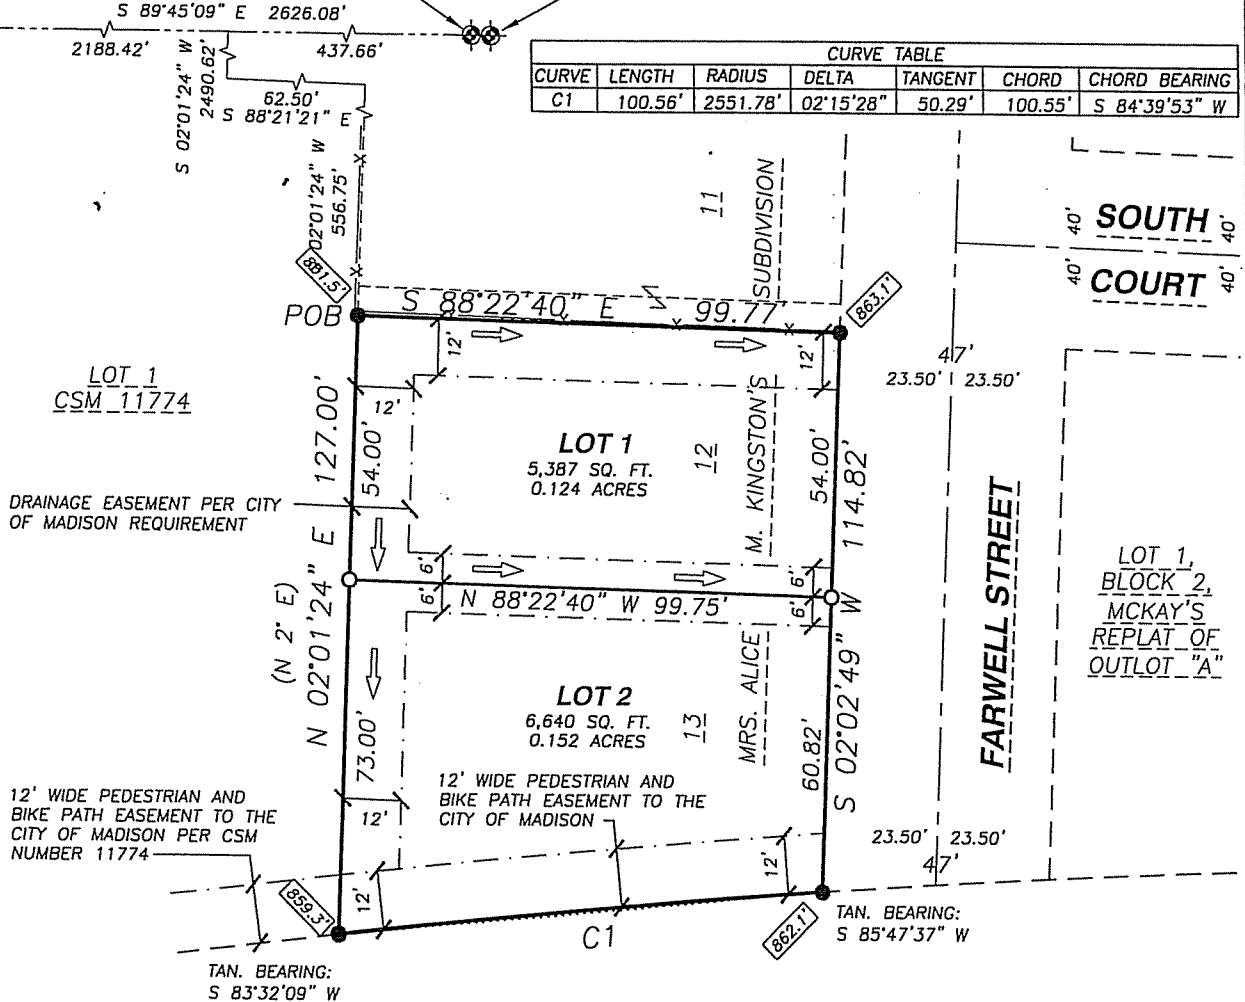 S 89°45'09" E 2626.08'
2188.42'
437.66'
S 02°01'24" W
2490.62'
62.50'
S 88°21'21" E
CURVE TABLE
CURVE LENGTH RADIUS DELTA TANGENT CHORD CHORD BEARING
C1 100.56' 2551.78' 02°15'28" 50.29' 100.55' S 84°39'53" W
02°01'24" W
556.75'
11
SUBDIVISION
40' SOUTH 40'
40' COURT 40'
881.5'
POB
S 88°22'40" E 99.77'
863.1'
12'
12'
47'
23.50' 23.50'
LOT 1
CSM 11774
12'
127.00'
54.00'
LOT 1
5,387 SQ. FT.
0.124 ACRES
12
M. KINGSTON'S
54.00'
114.82'
DRAINAGE EASEMENT PER CITY
OF MADISON REQUIREMENT
FARWELL STREET
LOT 1,
BLOCK 2,
MCKAY'S
REPLAT OF
OUTLOT "A"
6'
6'
6'
6'
N 88°22'40" W 99.75'
N 02°01'24" E
(N 2° E)
S 02°02'49" W
LOT 2
6,640 SQ. FT.
0.152 ACRES
13
MRS. ALICE
73.00'
60.82'
12'
12' WIDE PEDESTRIAN AND
BIKE PATH EASEMENT TO THE
CITY OF MADISON PER CSM
NUMBER 11774
12' WIDE PEDESTRIAN AND
BIKE PATH EASEMENT TO THE
CITY OF MADISON
23.50' 23.50'
47'
12'
12'
859.3'
C1
862.1'
TAN. BEARING:
S 85°47'37" W
TAN. BEARING:
S 83°32'09" W